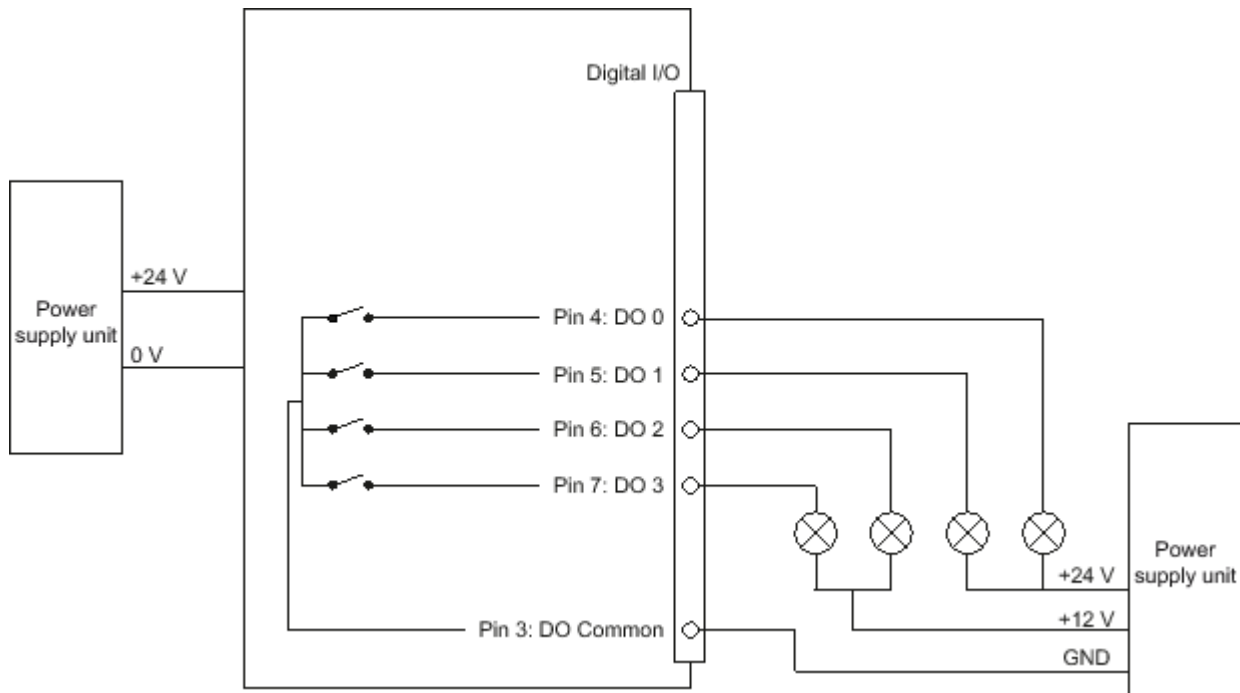 Digital I/O
+24 V
Power
supply unit
0 V
Pin 4: DO 0
Pin 5: DO 1
Pin 6: DO 2
Pin 7: DO 3
Pin 3: DO Common
Power
supply unit
+24 V
+12 V
GND